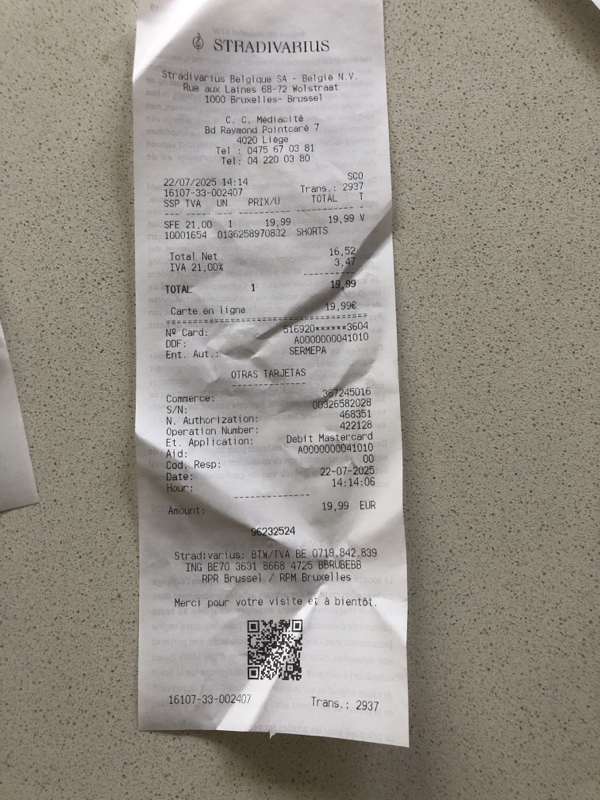 STRADIVARIUS
Stradivarius Belgique SA - België N.V.
Rue aux Laines 68-72 Wolstraat
1000 Bruxelles- Brussel
C. C. Médiacité
Bd Raymond Pointcaré 7
4020 Liège
Tel : 0475 67 03 81
Tel: 04 220 03 80
22/07/2025 14:14 SCO
16107-33-002407 Trans.: 2937
SSP TVA UN PRIX/U TOTAL T
SFE 21,00 1 19,99 19,99 V
10001654 0136258970832 SHORTS
Total Net 16,52
IVA 21,00% 3,47
TOTAL 1 19,99
Carte en ligne 19,99€
Nº Card: 516920******3604
DDF: A0000000041010
Ent. Aut.: SERMEPA
OTRAS TARJETAS
Commerce: 367245016
S/N: 00326582028
N. Authorization: 468351
Operation Number: 422128
Et. Application: Debit Mastercard
Aid: A0000000041010
Cod. Resp: 00
Date: 22-07-2025
Hour: 14:14:06
Amount: 19,99 EUR
96232524
Stradivarius: BTW/TVA BE 0719.842.839
ING BE70 3631 8668 4725 BBRUBEBB
RPR Brussel / RPM Bruxelles
Merci pour votre visite et à bientôt.
16107-33-002407 Trans.: 2937